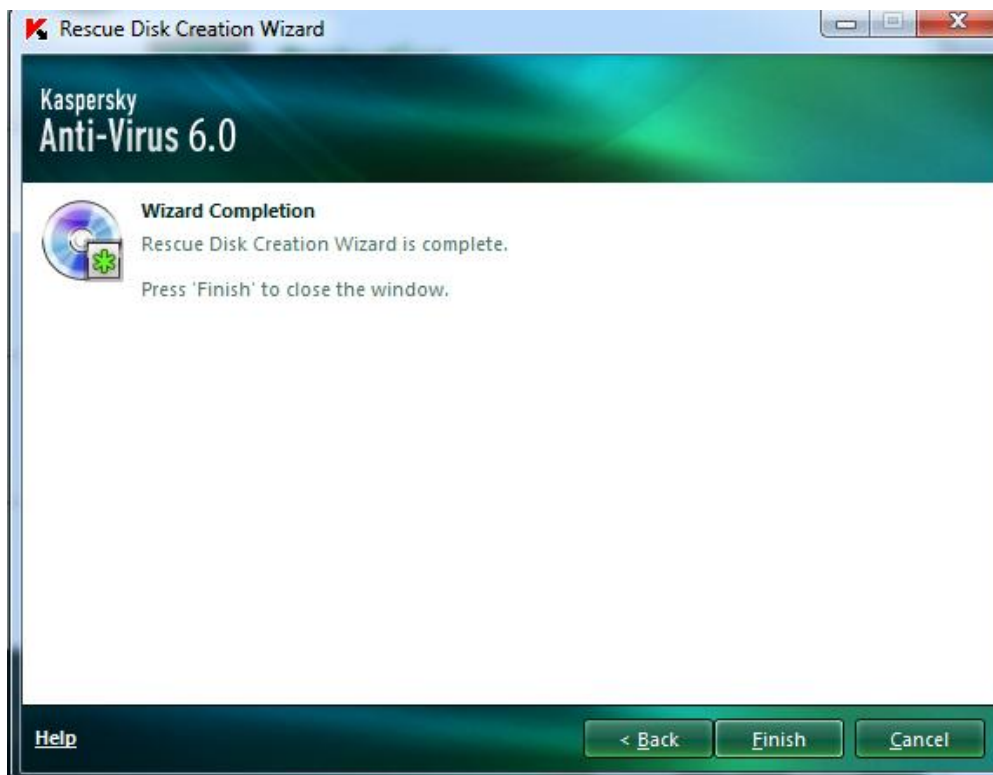 Rescue Disk Creation Wizard
Kaspersky
Anti-Virus 6.0
Wizard Completion
Rescue Disk Creation Wizard is complete.
Press 'Finish' to close the window.
Help
< Back
Finish
Cancel